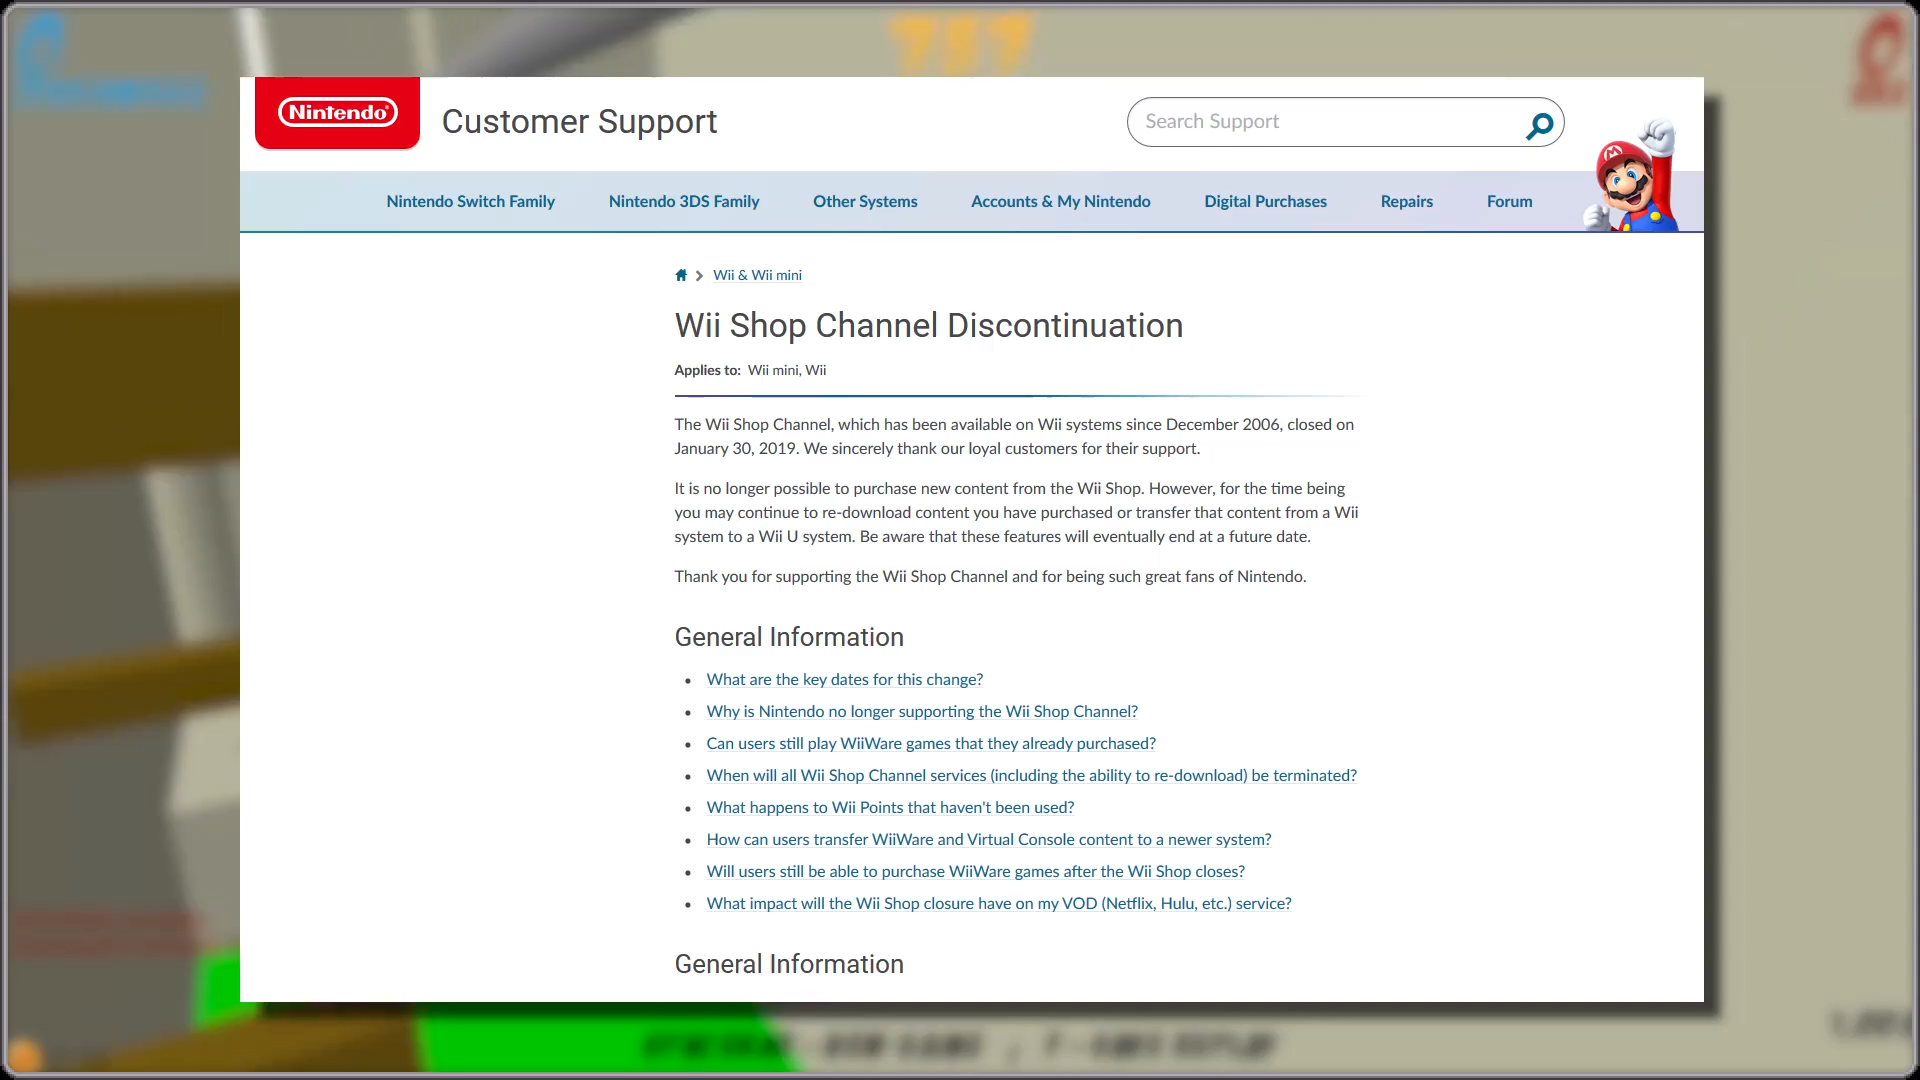 787
Nintendo
Customer Support
Search Support
Nintendo Switch Family
Nintendo 3DS Family
Other Systems
Accounts & My Nintendo
Digital Purchases
Repairs
Forum
Wii & Wii mini
Wii Shop Channel Discontinuation
Applies to: Wii mini, Wii
The Wii Shop Channel, which has been available on Wii systems since December 2006, closed on
January 30, 2019. We sincerely thank our loyal customers for their support.
It is no longer possible to purchase new content from the Wii Shop. However, for the time being
you may continue to re-download content you have purchased or transfer that content from a Wii
system to a Wii U system. Be aware that these features will eventually end at a future date.
Thank you for supporting the Wii Shop Channel and for being such great fans of Nintendo.
General Information
What are the key dates for this change?
Why is Nintendo no longer supporting the Wii Shop Channel?
Can users still play WiiWare games that they already purchased?
When will all Wii Shop Channel services (including the ability to re-download) be terminated?
What happens to Wii Points that haven't been used?
How can users transfer WiiWare and Virtual Console content to a newer system?
Will users still be able to purchase WiiWare games after the Wii Shop closes?
What impact will the Wii Shop closure have on my VOD (Netflix, Hulu, etc.) service?
General Information